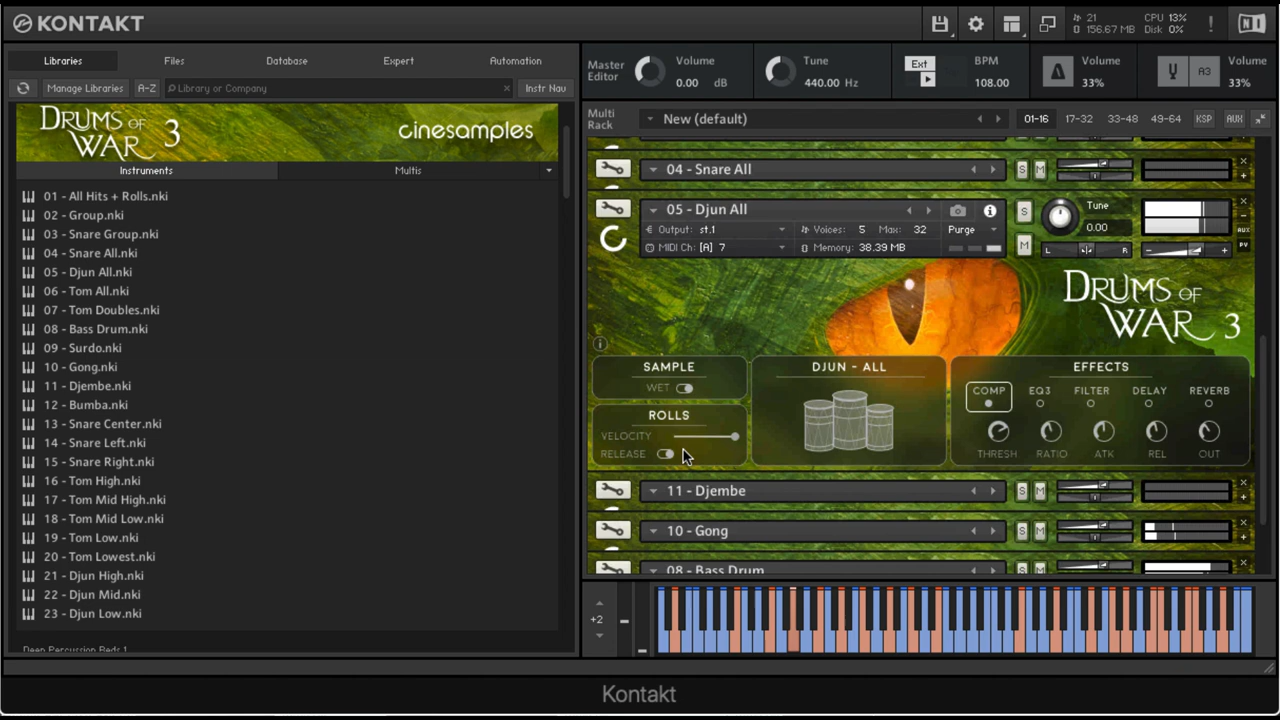 KONTAKT
21
156.67 MB
CPU 13%
Disk 0%
!
Libraries
Files
Database
Expert
Automation
Manage Libraries
A-Z
Library or Company
×
Instr Nav
DRUMS OF WAR 3
cinesamples
Instruments
Multis
01 - All Hits + Rolls.nki
02 - Group.nki
03 - Snare Group.nki
04 - Snare All.nki
05 - Djun All.nki
06 - Tom All.nki
07 - Tom Doubles.nki
08 - Bass Drum.nki
09 - Surdo.nki
10 - Gong.nki
11 - Djembe.nki
12 - Bumba.nki
13 - Snare Center.nki
14 - Snare Left.nki
15 - Snare Right.nki
16 - Tom High.nki
17 - Tom Mid High.nki
18 - Tom Mid Low.nki
19 - Tom Low.nki
20 - Tom Lowest.nki
21 - Djun High.nki
22 - Djun Mid.nki
23 - Djun Low.nki
Deep Percussion Beds 1
Master Editor
Volume
0.00 dB
Tune
440.00 Hz
Ext
BPM
108.00
Volume
33%
A3
Volume
33%
Multi Rack
New (default)
01-16
17-32
33-48
49-64
KSP
AUX
04 - Snare All
S M
05 - Djun All
S
Tune
0.00
Output: st.1
Voices: 5 Max: 32
Purge
MIDI Ch: [A] 7
Memory: 38.39 MB
M
L R
- +
AUX
PV
DRUMS OF WAR 3
SAMPLE
WET
ROLLS
VELOCITY
RELEASE
DJUN - ALL
EFFECTS
COMP
EQ3
FILTER
DELAY
REVERB
THRESH
RATIO
ATK
REL
OUT
11 - Djembe
S M
10 - Gong
S M
08 - Bass Drum
+2
Kontakt